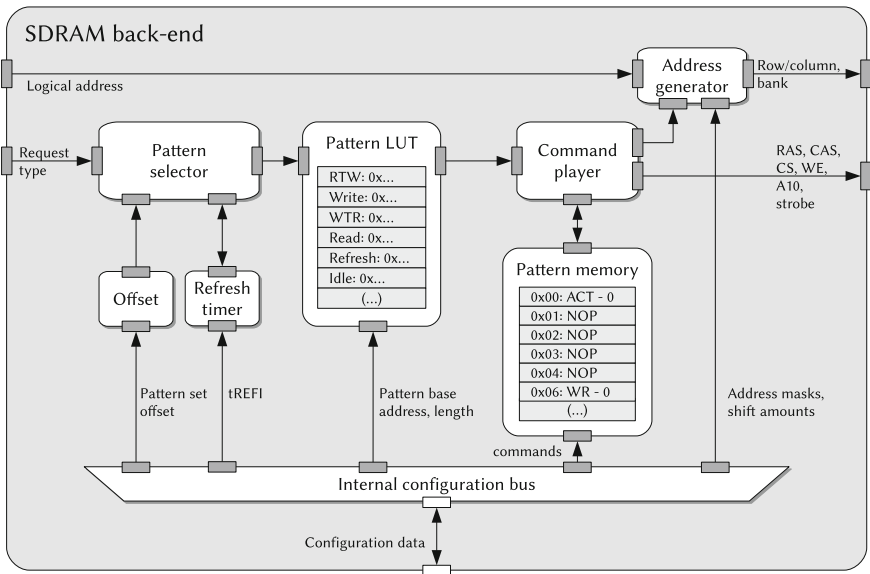 SDRAM back-end
Logical address
Address
generator
Row/column,
bank
Request
type
Pattern
selector
Pattern LUT
RTW: 0x...
Write: 0x...
WTR: 0x...
Read: 0x...
Refresh: 0x...
Idle: 0x...
(...)
Command
player
RAS, CAS,
CS, WE,
A10,
strobe
Offset
Refresh
timer
Pattern memory
0x00: ACT - 0
0x01: NOP
0x02: NOP
0x03: NOP
0x04: NOP
0x06: WR - 0
(...)
Pattern set
offset
tREFI
Pattern base
address, length
commands
Address masks,
shift amounts
Internal configuration bus
Configuration data